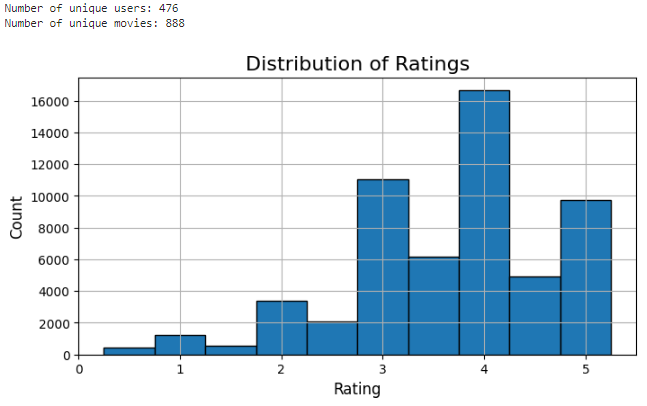 Number of unique users: 476
Number of unique movies: 888
Distribution of Ratings
16000
14000
12000
10000
8000
6000
4000
2000
0
Count
0 1 2 3 4 5
Rating